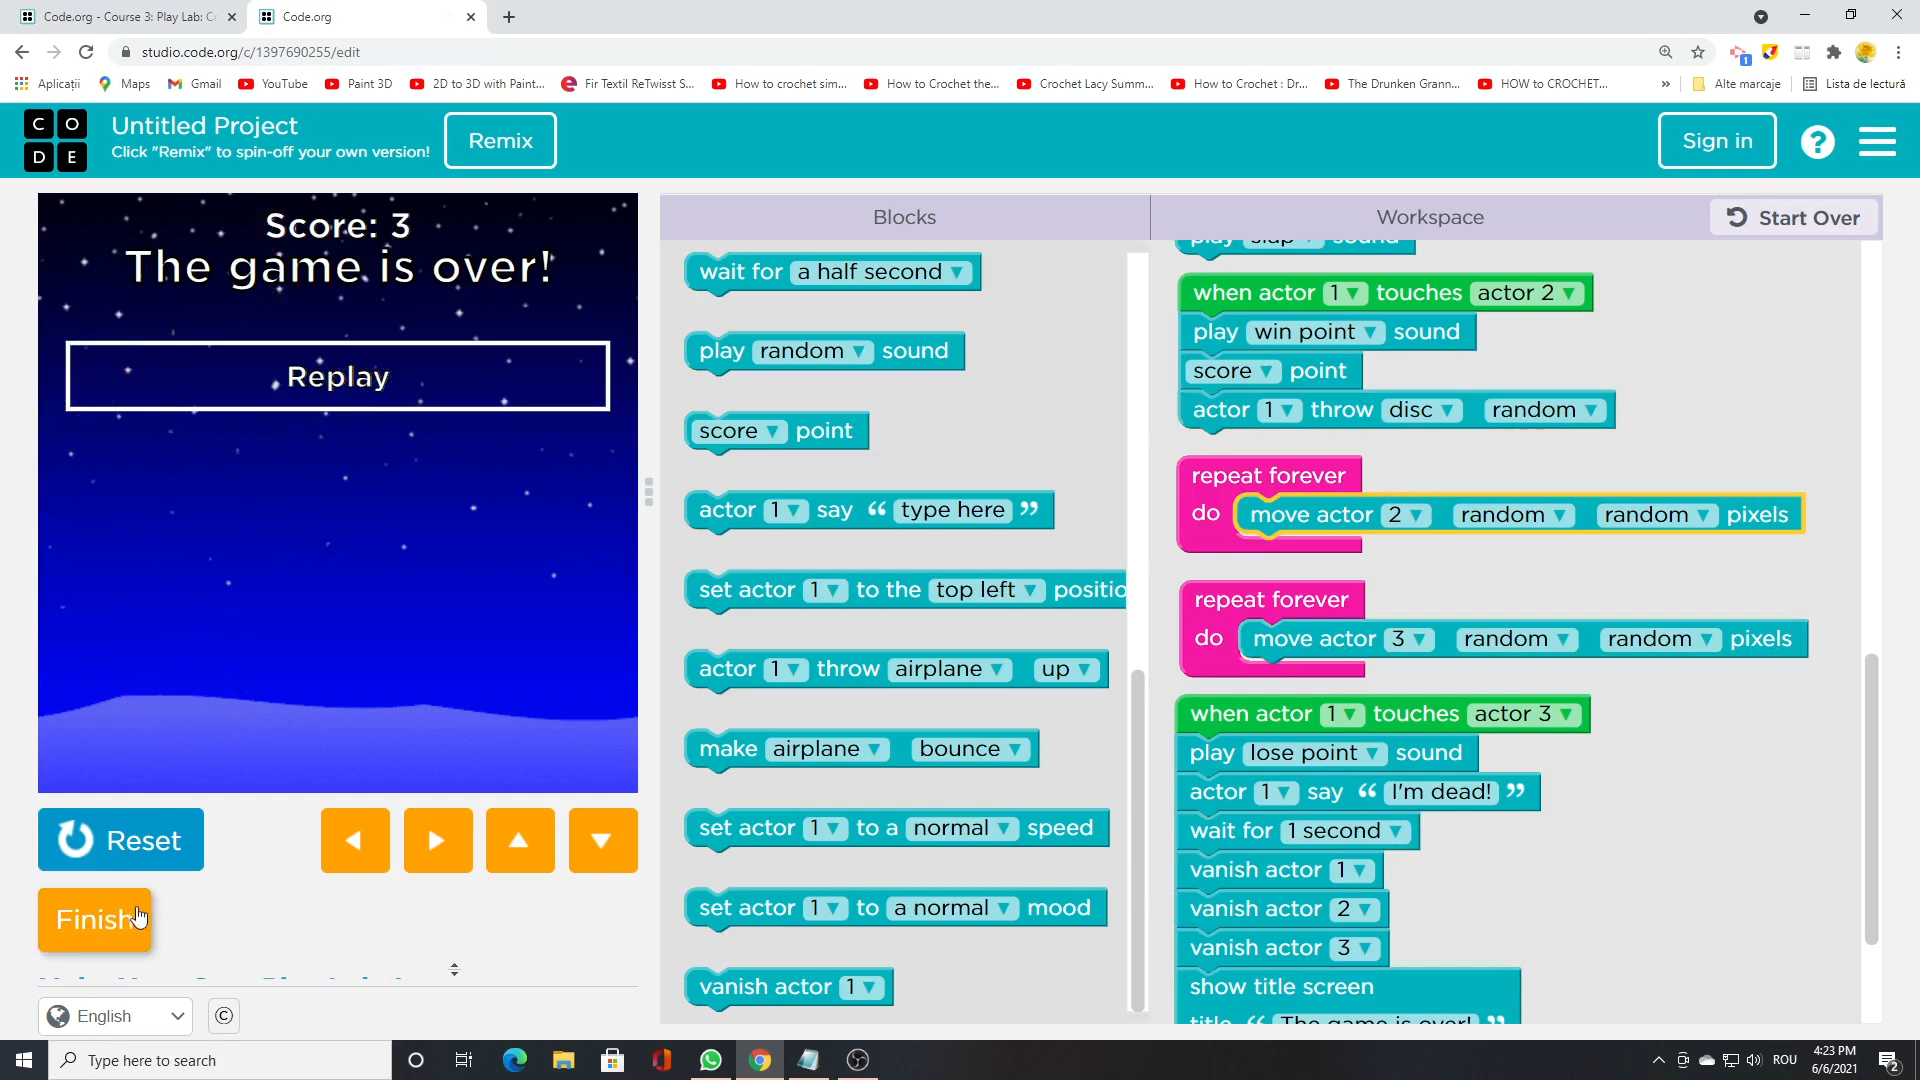 Code.org - Course 3: Play Lab: Cr
Code.org
studio.code.org/c/1397690255/edit
Aplicații
Maps
Gmail
YouTube
Paint 3D
2D to 3D with Paint...
Fir Textil ReTwisst S...
How to crochet sim...
How to Crochet the...
Crochet Lacy Summ...
How to Crochet : Dr...
The Drunken Grann...
HOW to CROCHET...
»
Alte marcaje
Lista de lectură
C O
D E
Untitled Project
Click "Remix" to spin-off your own version!
Remix
Sign in
?
Score: 3
The game is over!
Replay
Reset
Finish
English
©
Blocks
wait for a half second
play random sound
score point
actor 1 say “ type here ”
set actor 1 to the top left positio
actor 1 throw airplane up
make airplane bounce
set actor 1 to a normal speed
set actor 1 to a normal mood
vanish actor 1
Workspace
Start Over
play slap sound
when actor 1 touches actor 2
play win point sound
score point
actor 1 throw disc random
repeat forever
do move actor 2 random random pixels
repeat forever
do move actor 3 random random pixels
when actor 1 touches actor 3
play lose point sound
actor 1 say “ I'm dead! ”
wait for 1 second
vanish actor 1
vanish actor 2
vanish actor 3
show title screen
title “ The game is over! ”
Type here to search
ROU
4:23 PM
6/6/2021
2